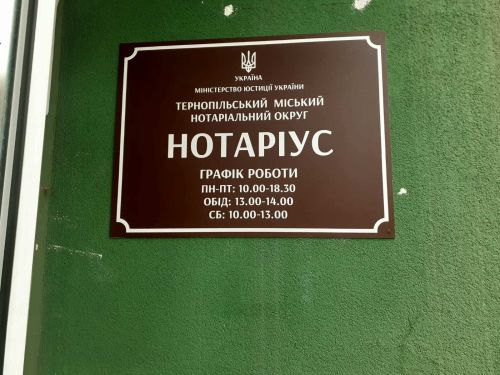 УКРАЇНА
МІНІСТЕРСТВО ЮСТИЦІЇ УКРАЇНИ
ТЕРНОПІЛЬСЬКИЙ МІСЬКИЙ
НОТАРІАЛЬНИЙ ОКРУГ
НОТАРІУС
ГРАФІК РОБОТИ
ПН-ПТ: 10.00-18.30
ОБІД: 13.00-14.00
СБ: 10.00-13.00